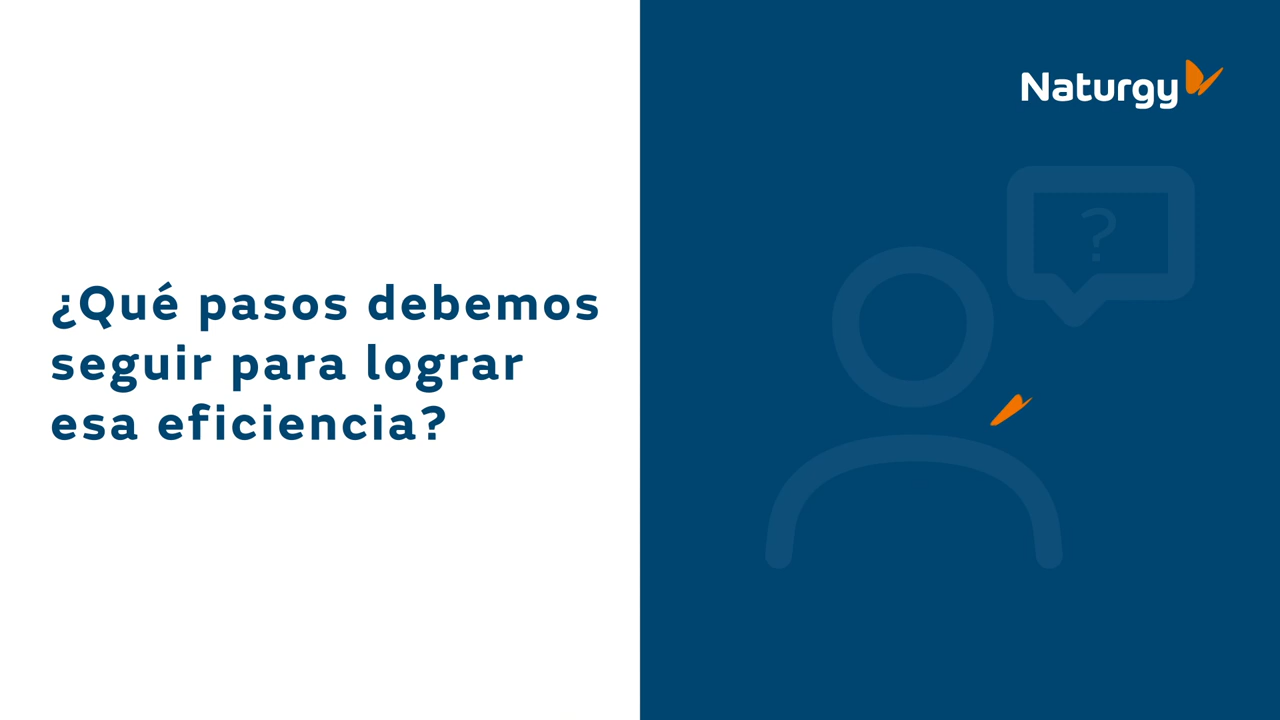 ¿Qué pasos debemos
seguir para lograr
esa eficiencia?
Naturgy
?